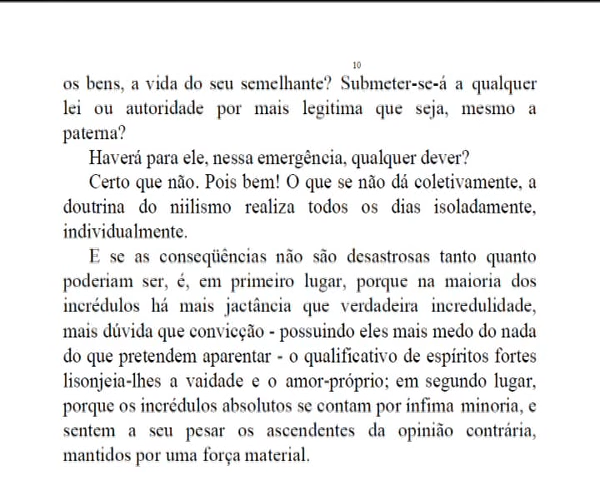 10
os bens, a vida do seu semelhante? Submeter-se-á a qualquer
lei ou autoridade por mais legitima que seja, mesmo a
paterna?
Haverá para ele, nessa emergência, qualquer dever?
Certo que não. Pois bem! O que se não dá coletivamente, a
doutrina do niilismo realiza todos os dias isoladamente,
individualmente.
E se as conseqüências não são desastrosas tanto quanto
poderiam ser, é, em primeiro lugar, porque na maioria dos
incrédulos há mais jactância que verdadeira incredulidade,
mais dúvida que convicção - possuindo eles mais medo do nada
do que pretendem aparentar - o qualificativo de espíritos fortes
lisonjeia-lhes a vaidade e o amor-próprio; em segundo lugar,
porque os incrédulos absolutos se contam por ínfima minoria, e
sentem a seu pesar os ascendentes da opinião contrária,
mantidos por uma força material.